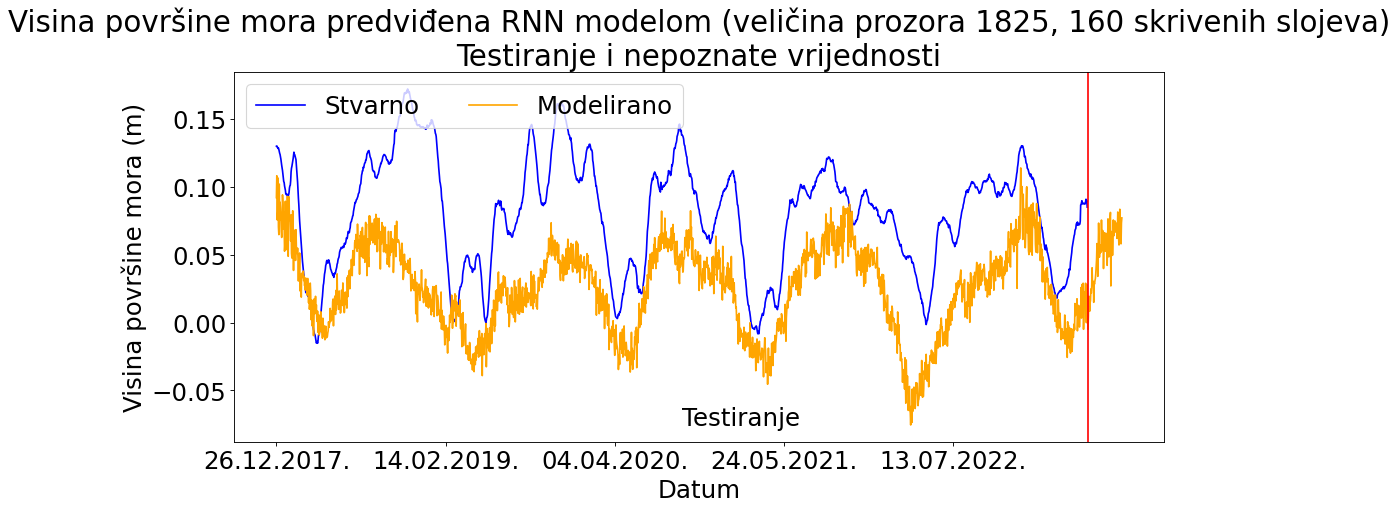 Visina površine mora predviđena RNN modelom (veličina prozora 1825, 160 skrivenih slojeva)
Testiranje i nepoznate vrijednosti
Stvarno
Modelirano
Visina površine mora (m)
0.15
0.10
0.05
0.00
−0.05
Testiranje
26.12.2017.
14.02.2019.
04.04.2020.
24.05.2021.
13.07.2022.
Datum